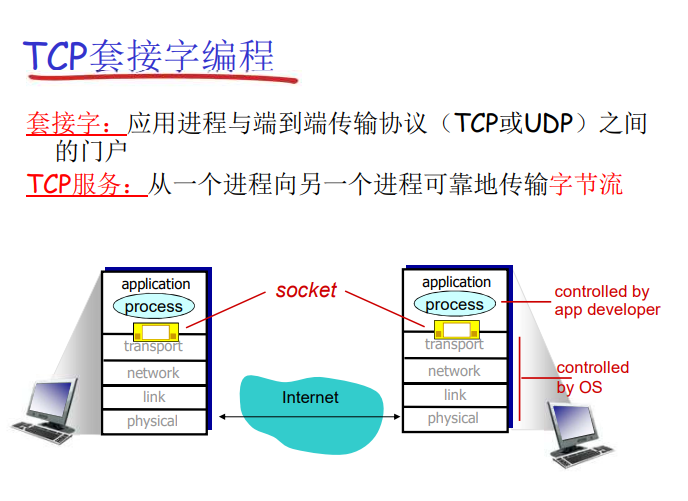 TCP套接字编程
套接字：应用进程与端到端传输协议（TCP或UDP）之间
的门户
TCP服务：从一个进程向另一个进程可靠地传输字节流
application
process
transport
network
link
physical
socket
Internet
application
process
transport
network
link
physical
controlled by
app developer
controlled
by OS